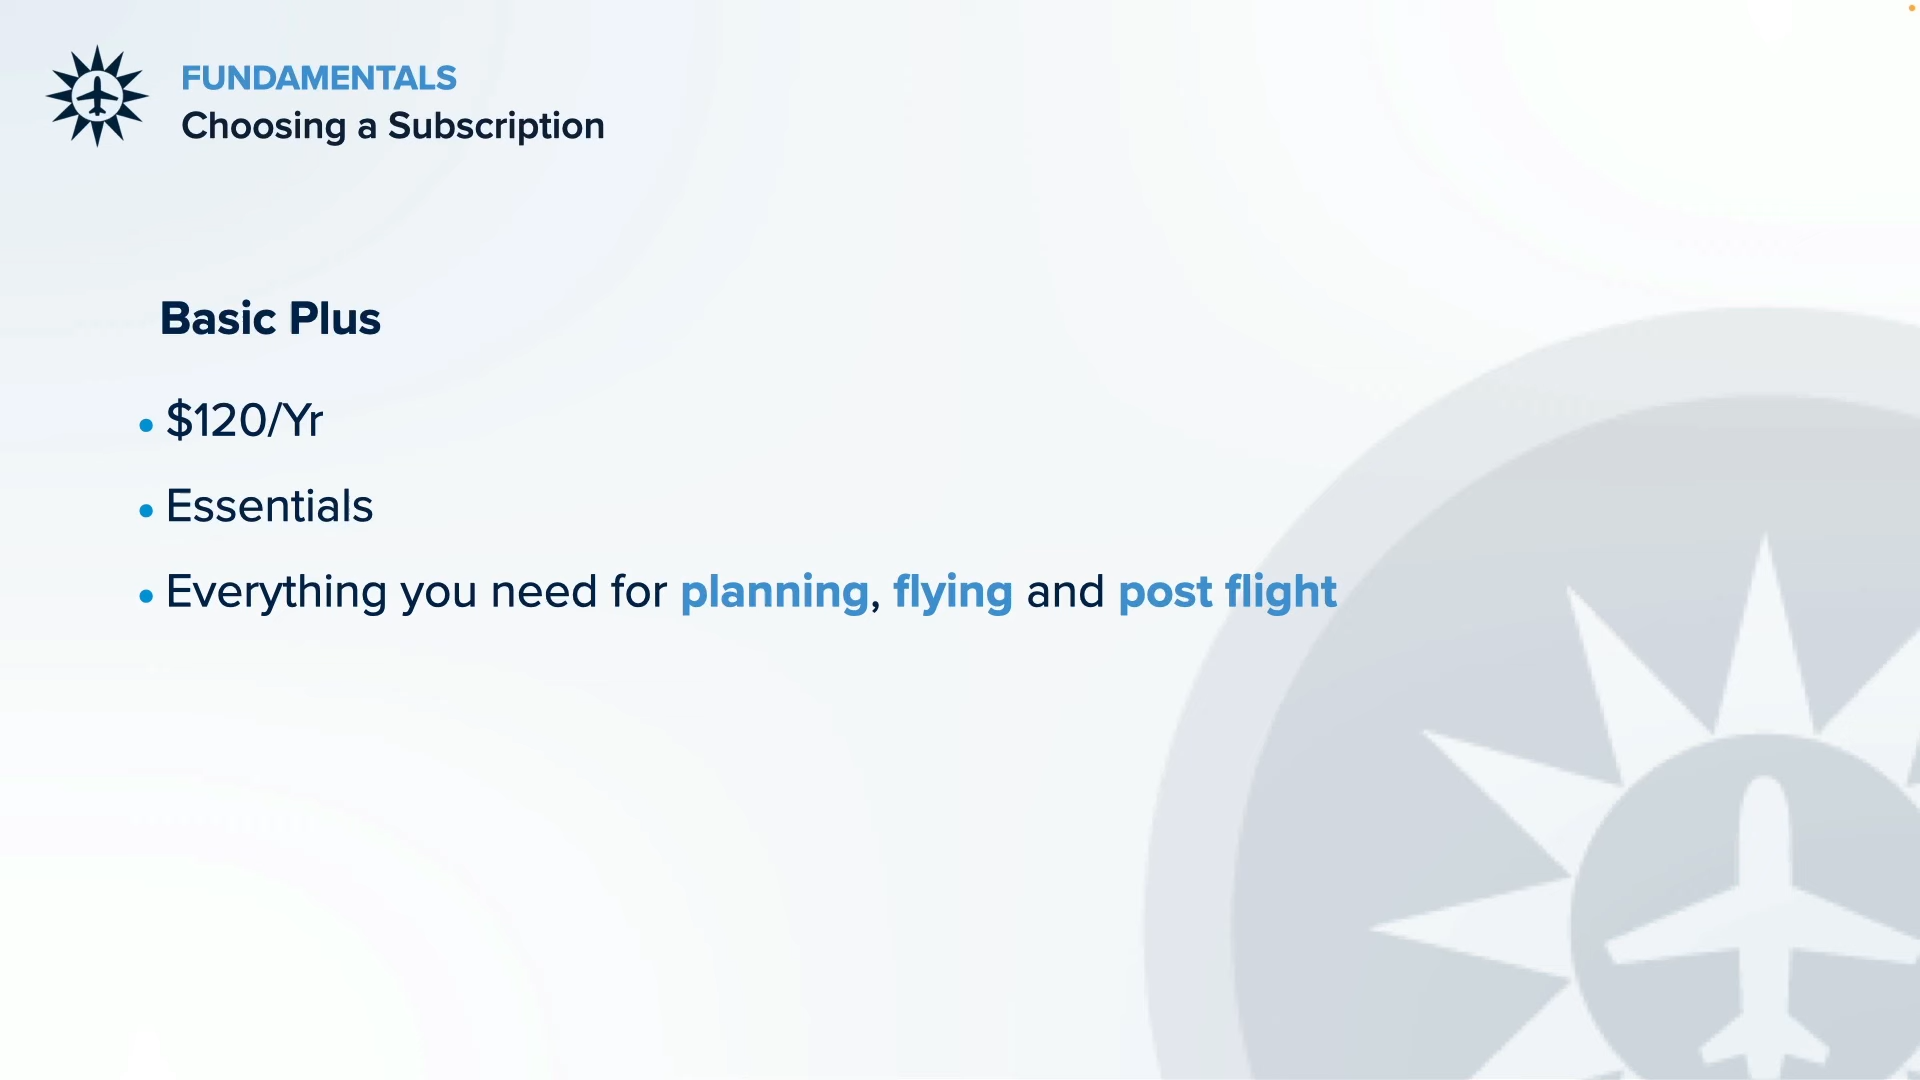 FUNDAMENTALS
Choosing a Subscription
Basic Plus
• $120/Yr
• Essentials
• Everything you need for planning, flying and post flight